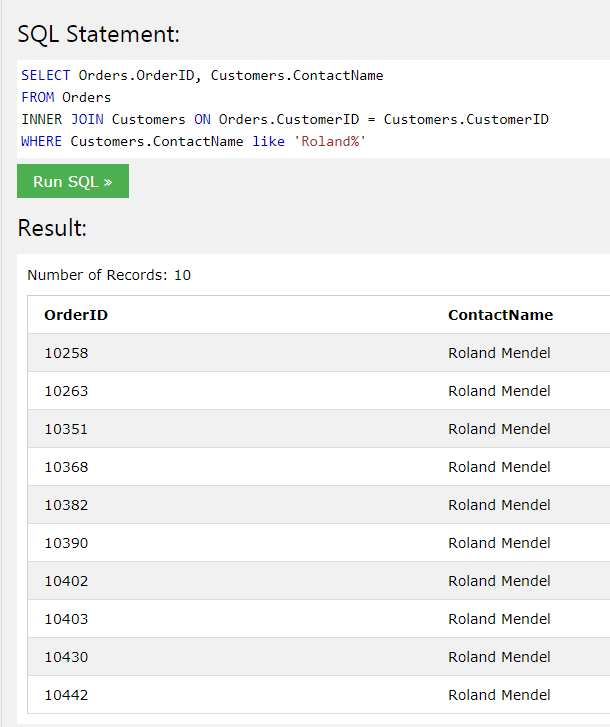 SQL Statement:
SELECT Orders.OrderID, Customers.ContactName
FROM Orders
INNER JOIN Customers ON Orders.CustomerID = Customers.CustomerID
WHERE Customers.ContactName like 'Roland%'
Run SQL »
Result:
Number of Records: 10
OrderID ContactName
10258 Roland Mendel
10263 Roland Mendel
10351 Roland Mendel
10368 Roland Mendel
10382 Roland Mendel
10390 Roland Mendel
10402 Roland Mendel
10403 Roland Mendel
10430 Roland Mendel
10442 Roland Mendel